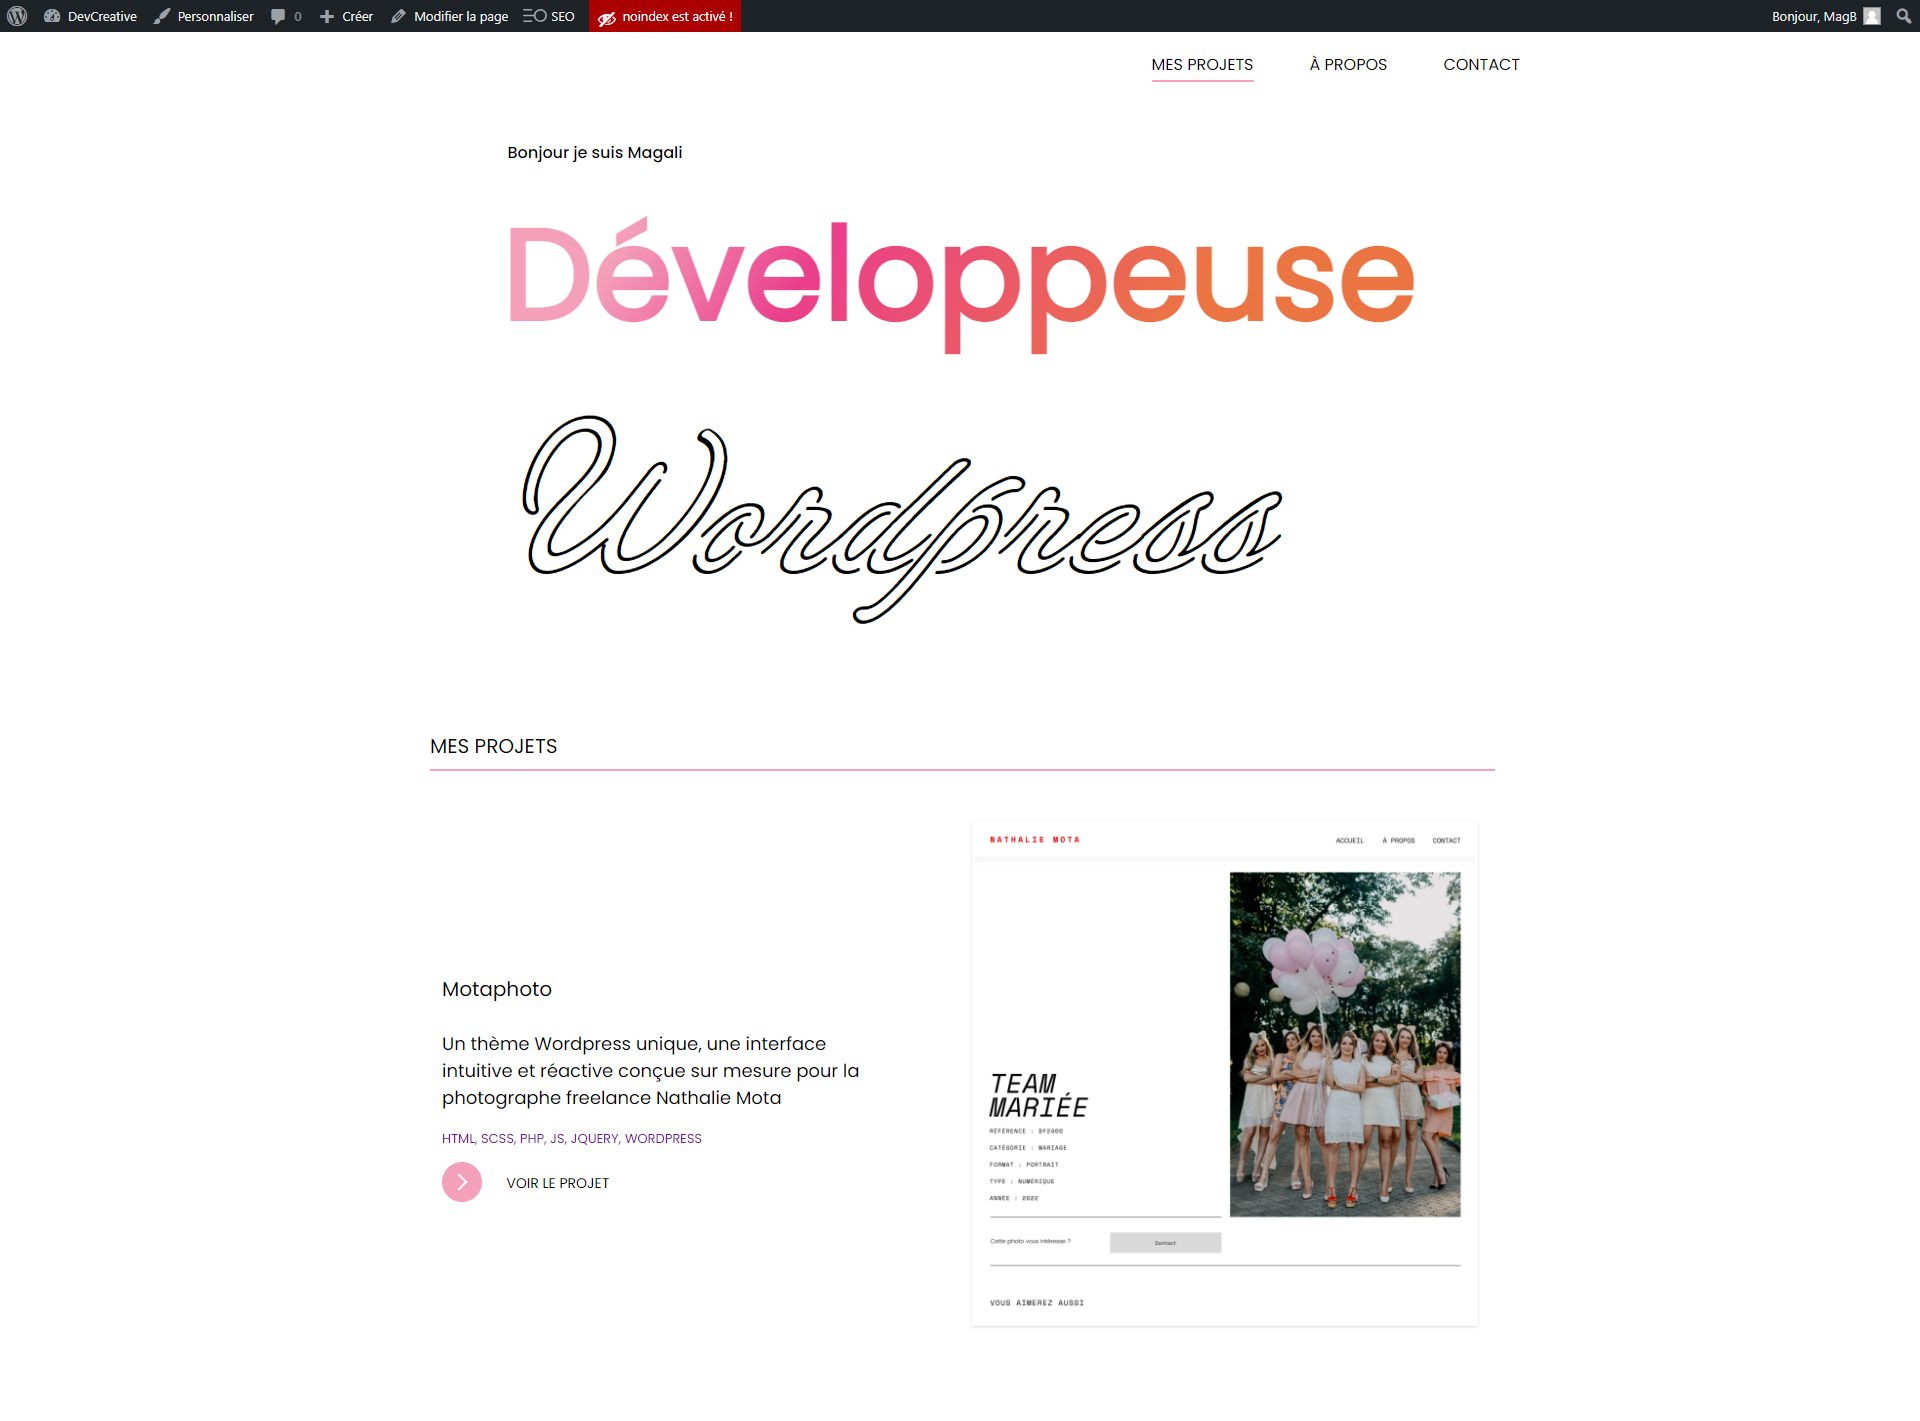 DevCreative Personnaliser 0 Créer Modifier la page SEO noindex est activé ! Bonjour, MagB
MES PROJETS À PROPOS CONTACT
Bonjour je suis Magali
Développeuse
Wordpress
MES PROJETS
Motaphoto
Un thème Wordpress unique, une interface
intuitive et réactive conçue sur mesure pour la
photographe freelance Nathalie Mota
HTML, SCSS, PHP, JS, JQUERY, WORDPRESS
VOIR LE PROJET
NATHALIE MOTA ACCUEIL À PROPOS CONTACT
TEAM
MARIÉE
RÉFÉRENCE : BF2400
CATÉGORIE : MARIAGE
FORMAT : PORTRAIT
TYPE : NUMÉRIQUE
ANNÉE : 2022
Cette photo vous intéresse ? Contact
VOUS AIMEREZ AUSSI